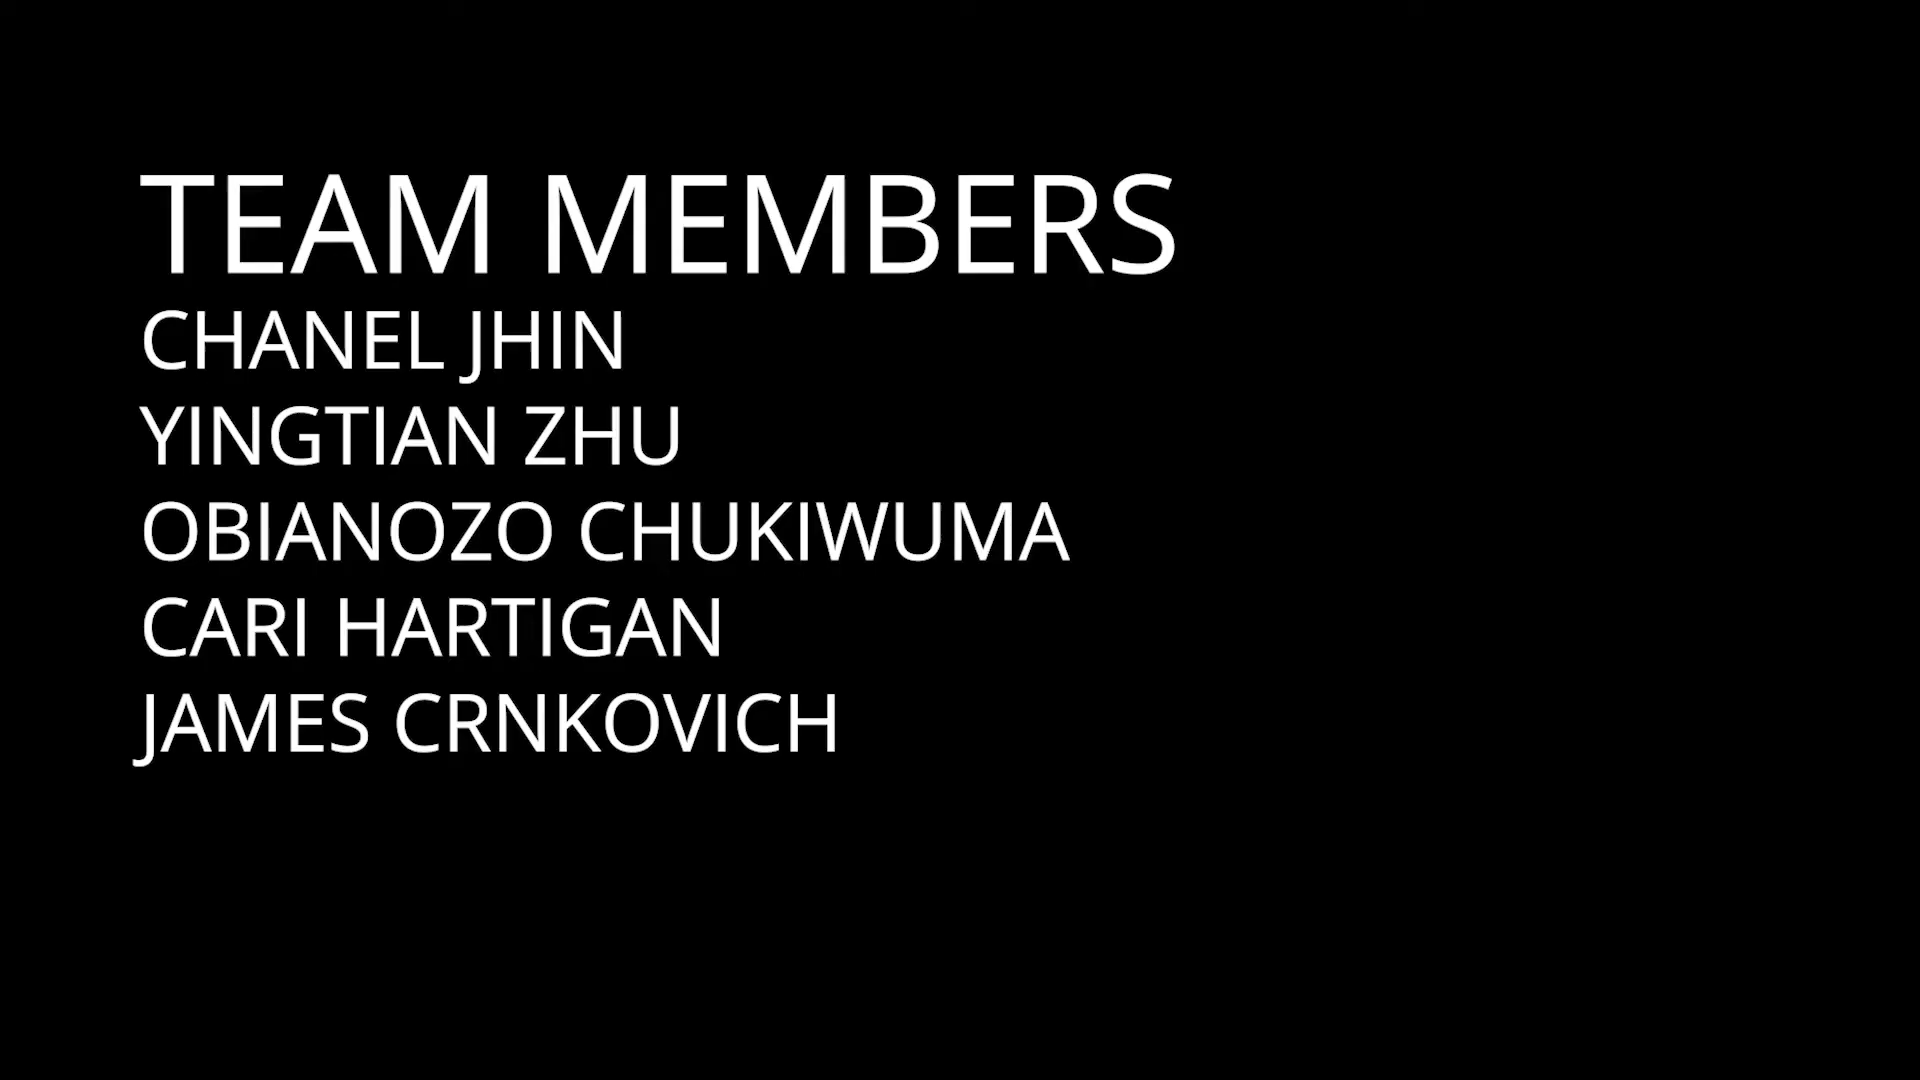 TEAM MEMBERS
CHANEL JHIN
YINGTIAN ZHU
OBIANOZO CHUKIWUMA
CARI HARTIGAN
JAMES CRNKOVICH